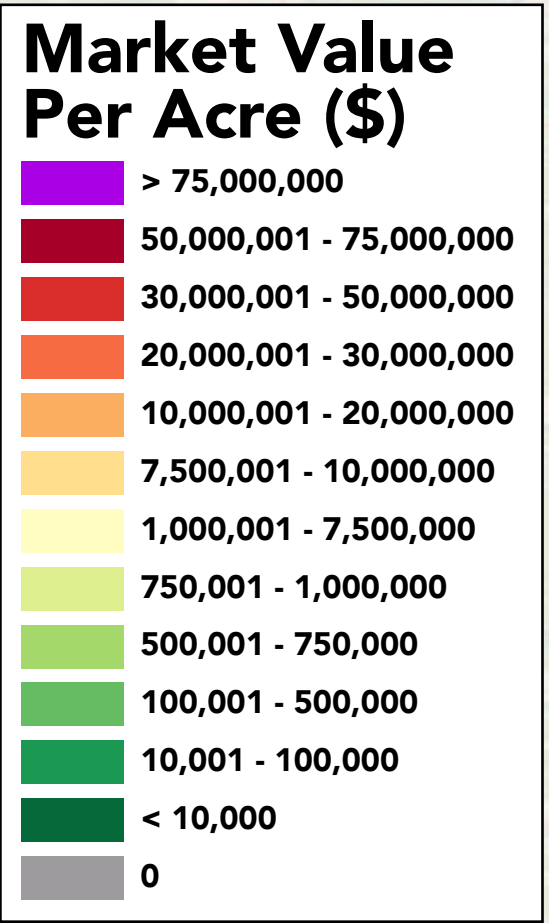 Market Value
Per Acre ($)
> 75,000,000
50,000,001 - 75,000,000
30,000,001 - 50,000,000
20,000,001 - 30,000,000
10,000,001 - 20,000,000
7,500,001 - 10,000,000
1,000,001 - 7,500,000
750,001 - 1,000,000
500,001 - 750,000
100,001 - 500,000
10,001 - 100,000
< 10,000
0